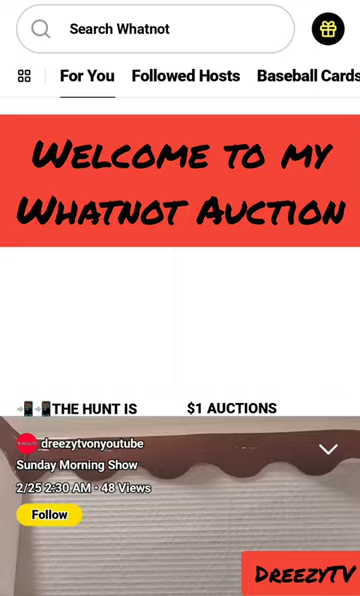 Search Whatnot
For You Followed Hosts Baseball Cards
Welcome to my
Whatnot Auction
THE HUNT IS
$1 AUCTIONS
dreezytvonyoutube
Sunday Morning Show
2/25 2:30 AM • 48 Views
Follow
DreezyTV